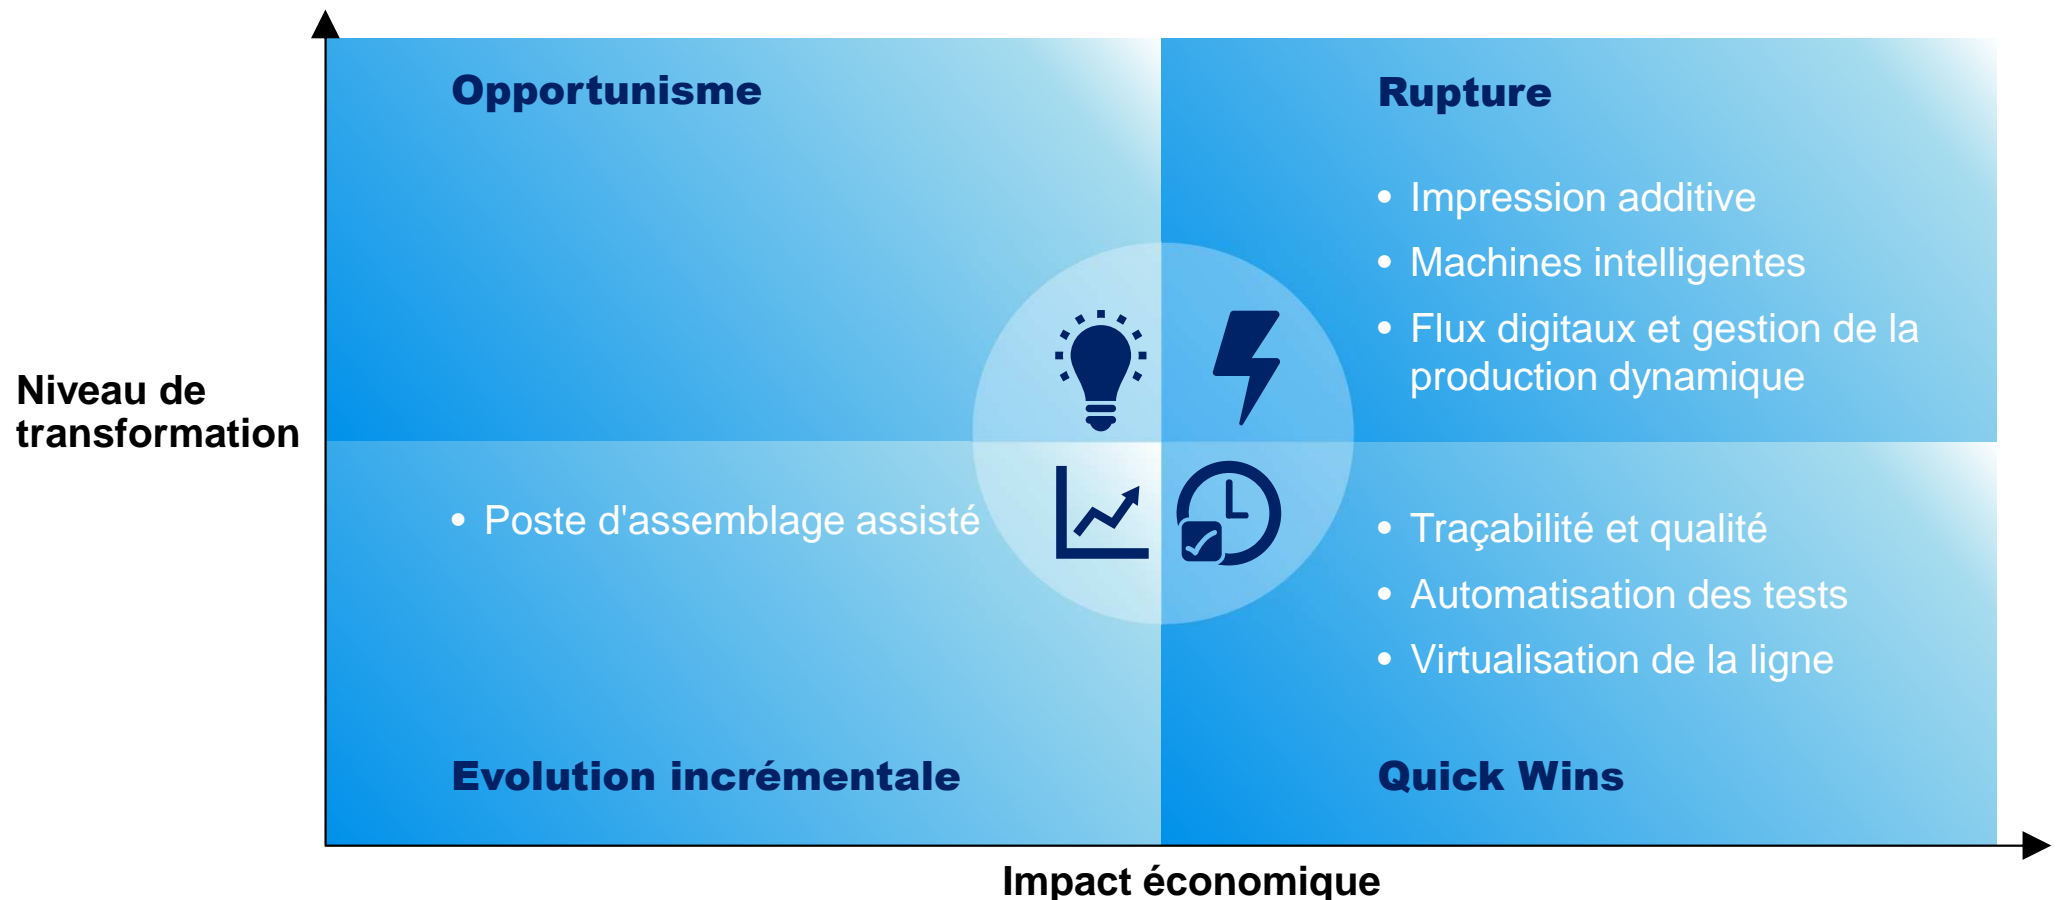 Opportunisme
Rupture
• Impression additive
• Machines intelligentes
• Flux digitaux et gestion de la
production dynamique
Niveau de
transformation
• Poste d'assemblage assisté
• Traçabilité et qualité
• Automatisation des tests
• Virtualisation de la ligne
Evolution incrémentale
Quick Wins
Impact économique